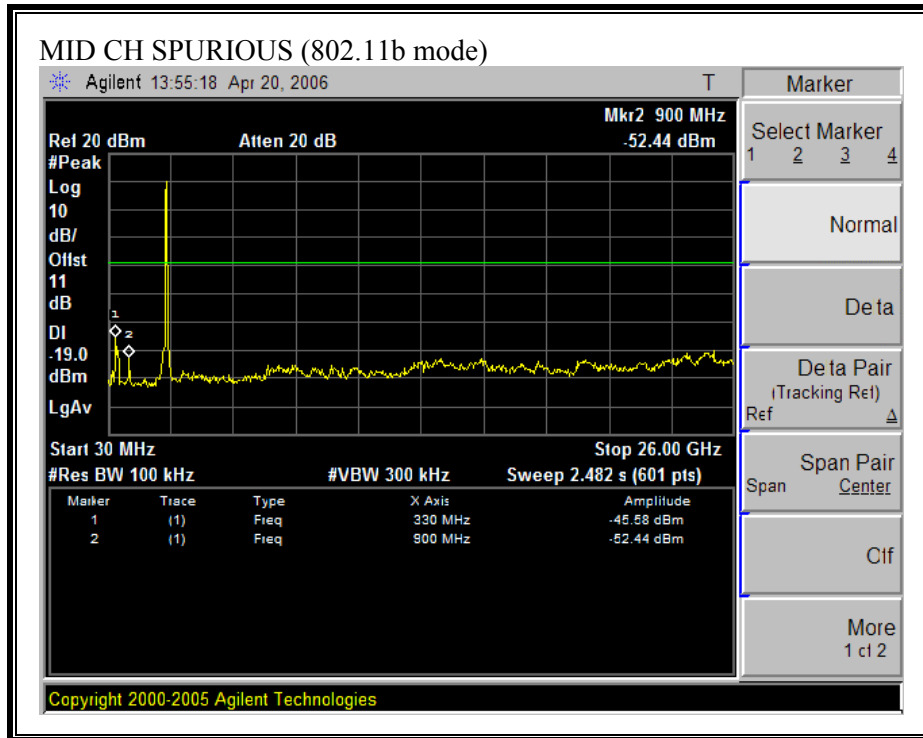 MID CH SPURIOUS (802.11b mode)
Agilent 13:55:18 Apr 20, 2006 T
Marker
Mkr2 900 MHz
Ref 20 dBm Atten 20 dB -52.44 dBm
#Peak
Log
10
dB/
Offst
11
dB
DI
-19.0
dBm
LgAv
1
2
Start 30 MHz Stop 26.00 GHz
#Res BW 100 kHz #VBW 300 kHz Sweep 2.482 s (601 pts)
Marker Trace Type X Axis Amplitude
1 (1) Freq 330 MHz -45.58 dBm
2 (1) Freq 900 MHz -52.44 dBm
Select Marker
1 2 3 4
Normal
Delta
Delta Pair
(Tracking Ref)
Ref Δ
Span Pair
Span Center
Off
More
1 of 2
Copyright 2000-2005 Agilent Technologies